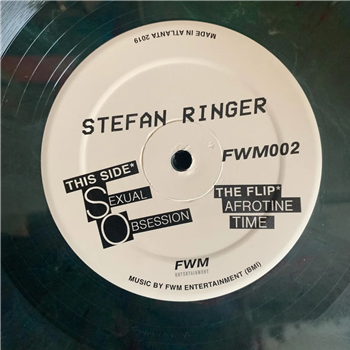 MADE IN ATLANTA 2019
STEFAN RINGER
FWM002
THIS SIDE*
SEXUAL
OBSESSION
THE FLIP*
AFROTINE
TIME
FWM
ENTERTAINMENT
MUSIC BY FWM ENTERTAINMENT (BMI)